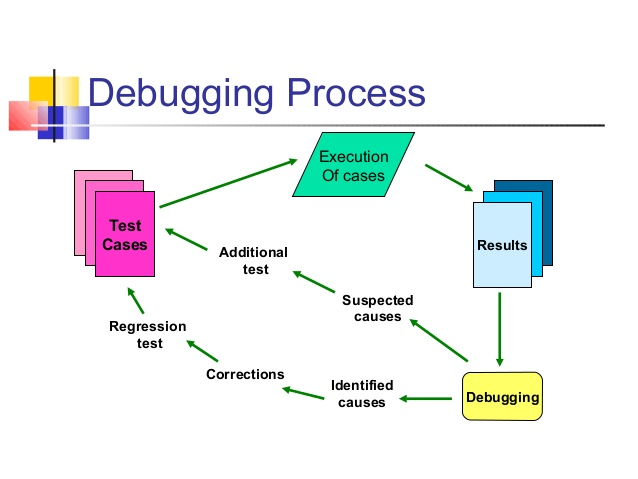 Debugging Process
Execution
Of cases
Test
Cases
Results
Additional
test
Suspected
causes
Regression
test
Corrections
Identified
causes
Debugging